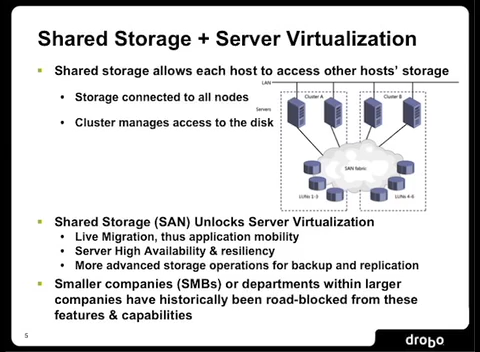 Shared Storage + Server Virtualization
Shared storage allows each host to access other hosts' storage
Storage connected to all nodes
Cluster manages access to the disk
LAN
Cluster A
Cluster B
Servers
SAN fabric
LUNs 1-3
LUNs 4-6
Shared Storage (SAN) Unlocks Server Virtualization
Live Migration, thus application mobility
Server High Availability & resiliency
More advanced storage operations for backup and replication
Smaller companies (SMBs) or departments within larger
companies have historically been road-blocked from these
features & capabilities
5
drobo